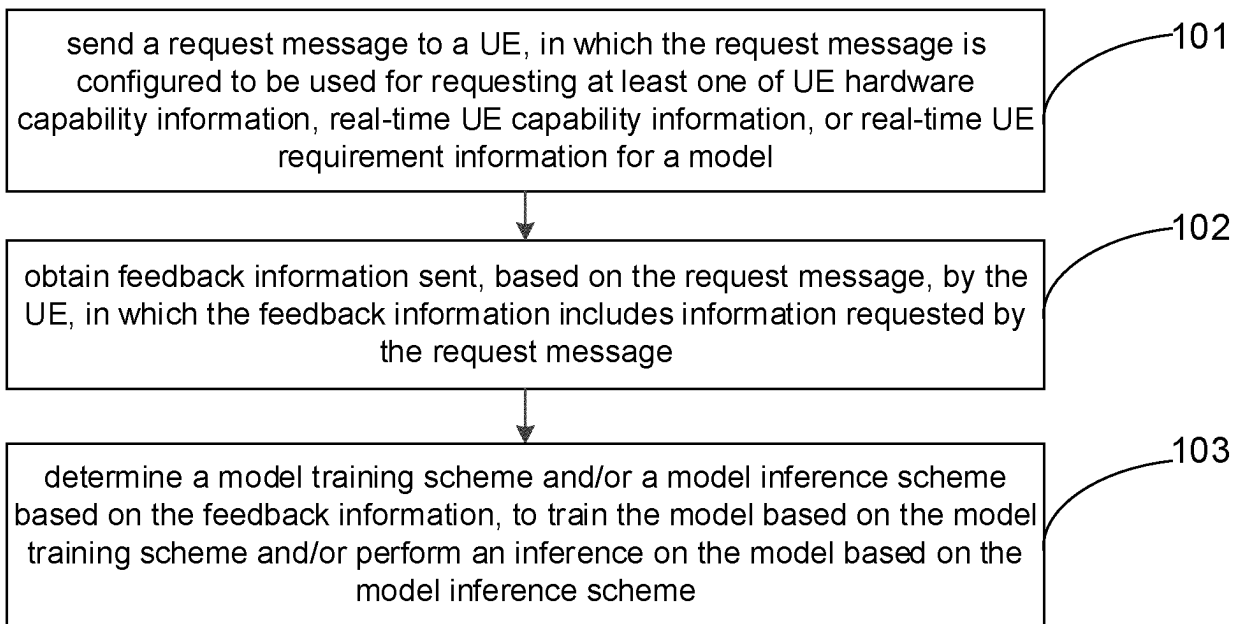 send a request message to a UE, in which the request message is
configured to be used for requesting at least one of UE hardware
capability information, real-time UE capability information, or real-time UE
requirement information for a model
101
obtain feedback information sent, based on the request message, by the
UE, in which the feedback information includes information requested by
the request message
102
determine a model training scheme and/or a model inference scheme
based on the feedback information, to train the model based on the model
training scheme and/or perform an inference on the model based on the
model inference scheme
103